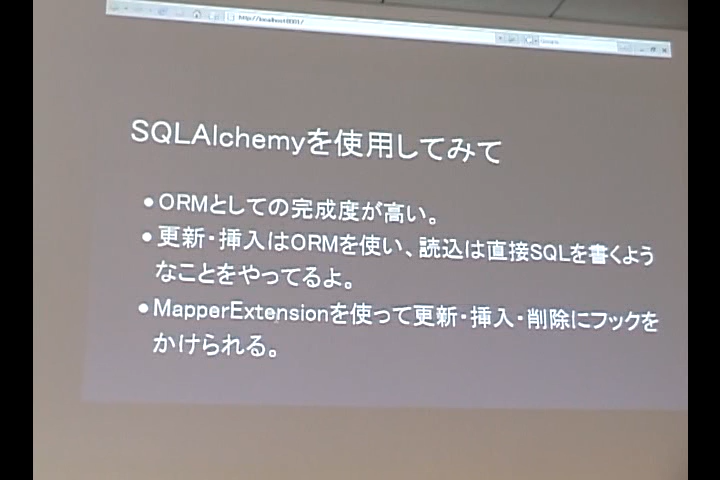 http://localhost:8081/
SQLAlchemyを使用してみて
●ORMとしての完成度が高い。
●更新・挿入はORMを使い、読込は直接SQLを書くよう
なことをやってるよ。
●MapperExtensionを使って更新・挿入・削除にフックを
かけられる。